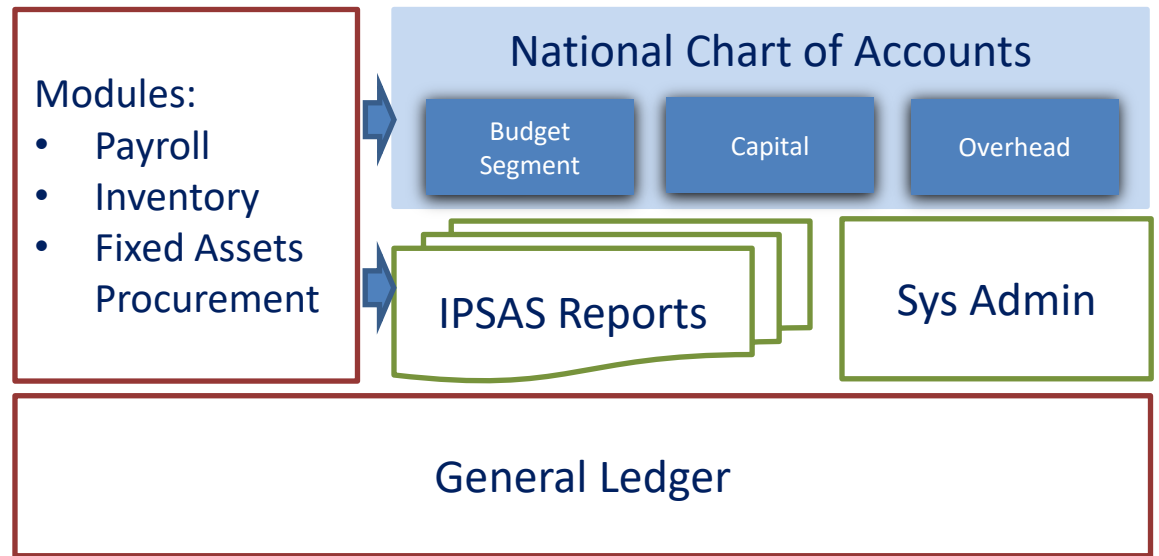 Modules:
• Payroll
• Inventory
• Fixed Assets
Procurement
National Chart of Accounts
Budget
Segment
Capital
Overhead
IPSAS Reports
Sys Admin
General Ledger